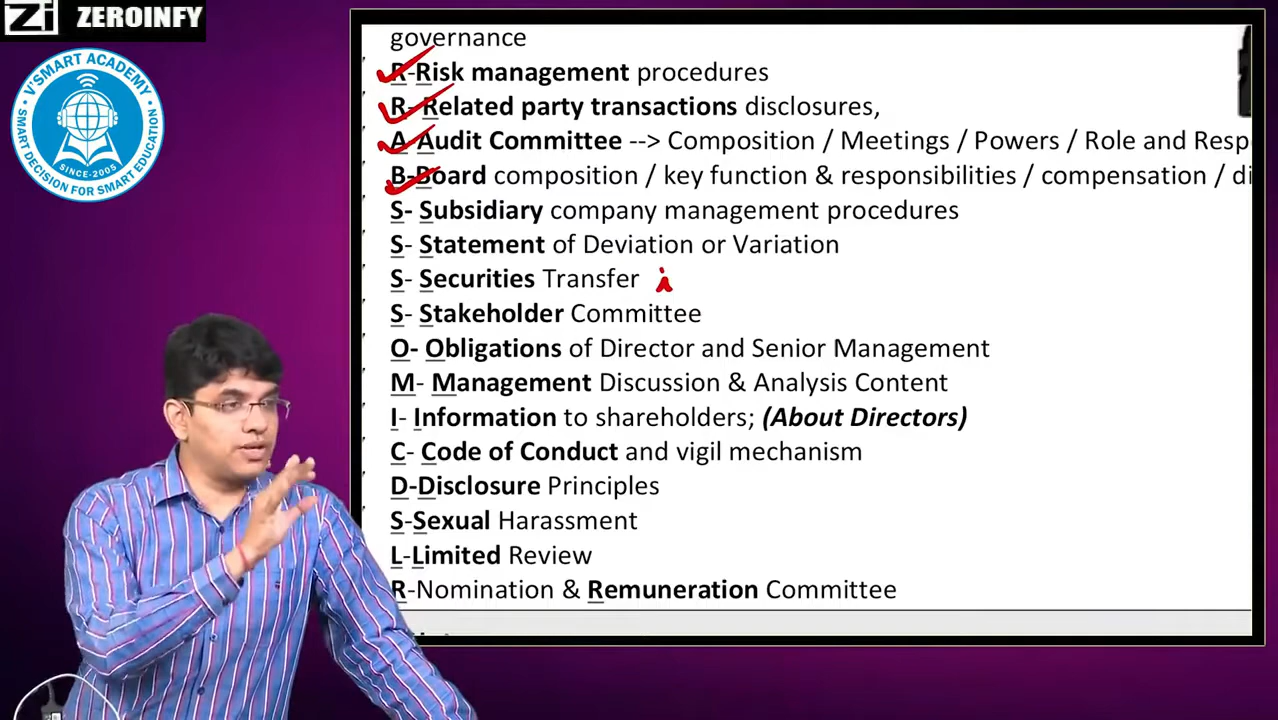 Zi ZEROINFY
V'SMART ACADEMY
SINCE-2005
SMART DECISION FOR SMART EDUCATION
governance
R-Risk management procedures
R- Related party transactions disclosures,
A-Audit Committee --> Composition / Meetings / Powers / Role and Resp
B-Board composition / key function & responsibilities / compensation / di
S- Subsidiary company management procedures
S- Statement of Deviation or Variation
S- Securities Transfer
S- Stakeholder Committee
O- Obligations of Director and Senior Management
M- Management Discussion & Analysis Content
I- Information to shareholders; (About Directors)
C- Code of Conduct and vigil mechanism
D-Disclosure Principles
S-Sexual Harassment
L-Limited Review
R-Nomination & Remuneration Committee